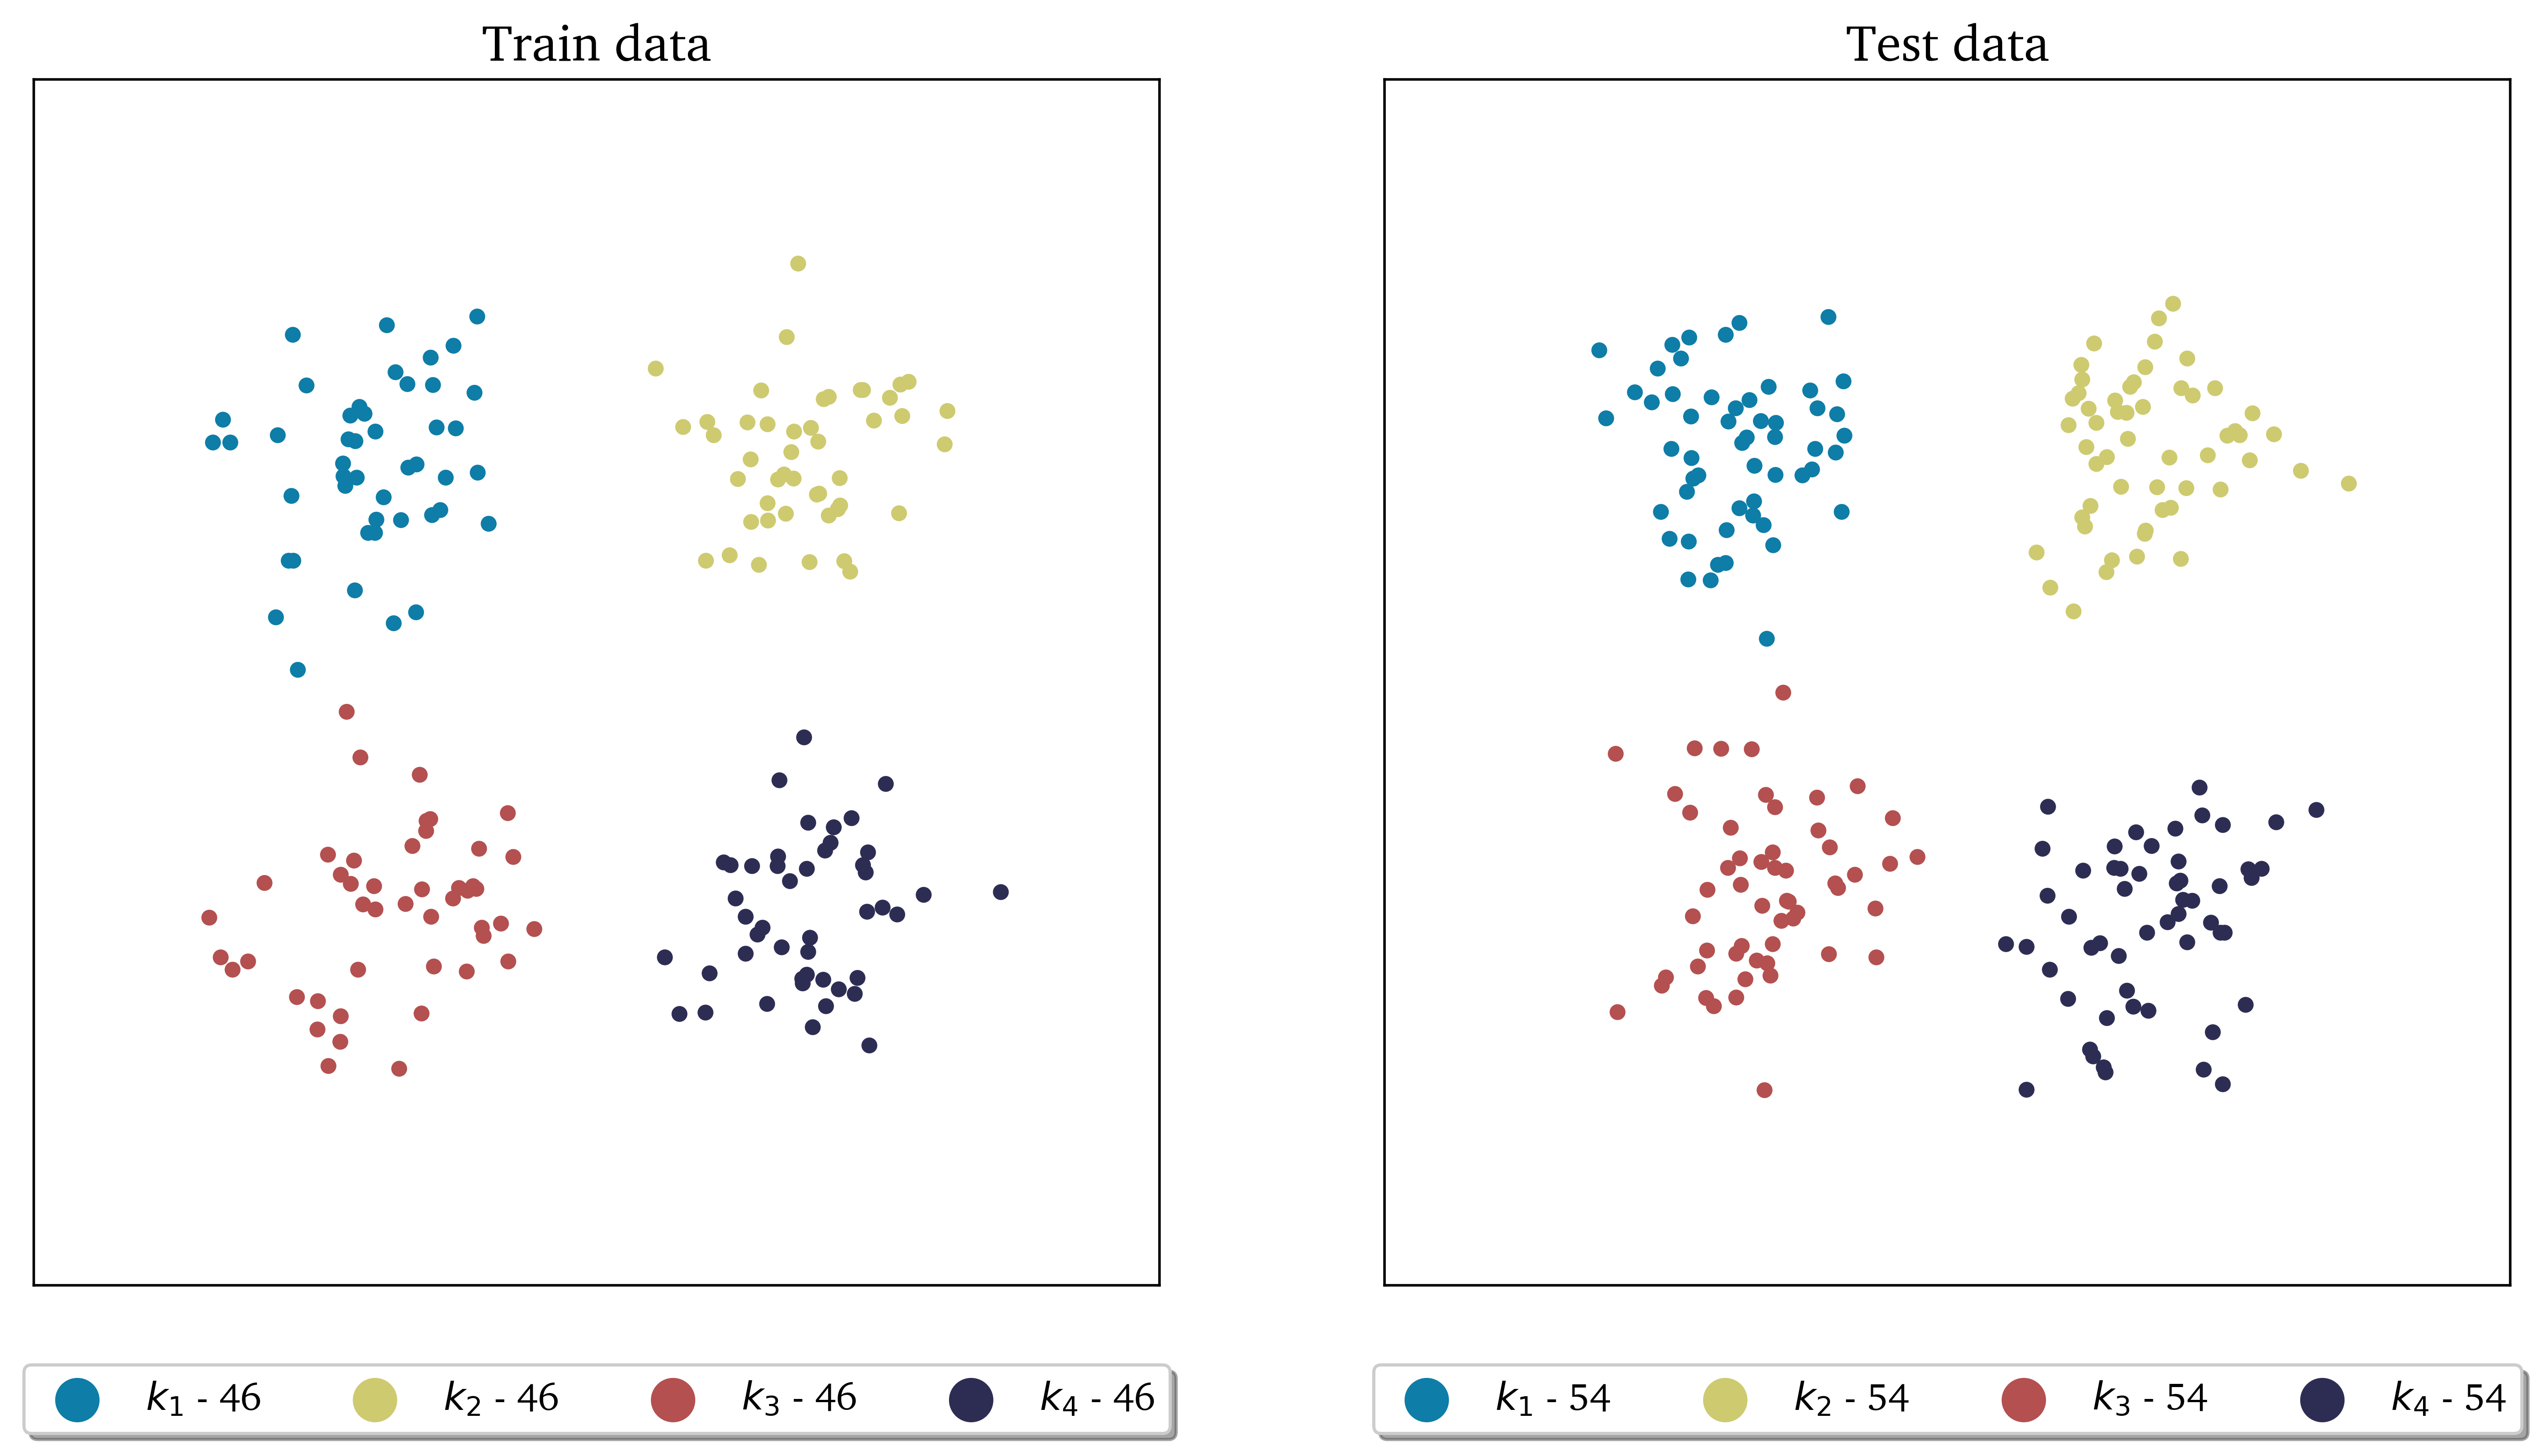 Train data
Test data
k₁ - 46 k₂ - 46 k₃ - 46 k₄ - 46
k₁ - 54 k₂ - 54 k₃ - 54 k₄ - 54